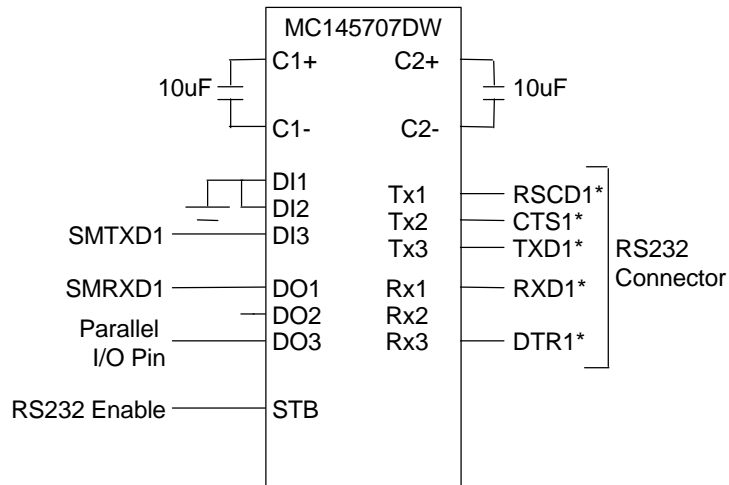 MC145707DW
C1+ C2+
10uF 10uF
C1- C2-
DI1
Tx1 RSCD1*
DI2
Tx2 CTS1*
SMTXD1 DI3
Tx3 TXD1*
RS232
Connector
SMRXD1 DO1 Rx1 RXD1*
DO2 Rx2
Parallel
I/O Pin
DO3 Rx3 DTR1*
RS232 Enable STB